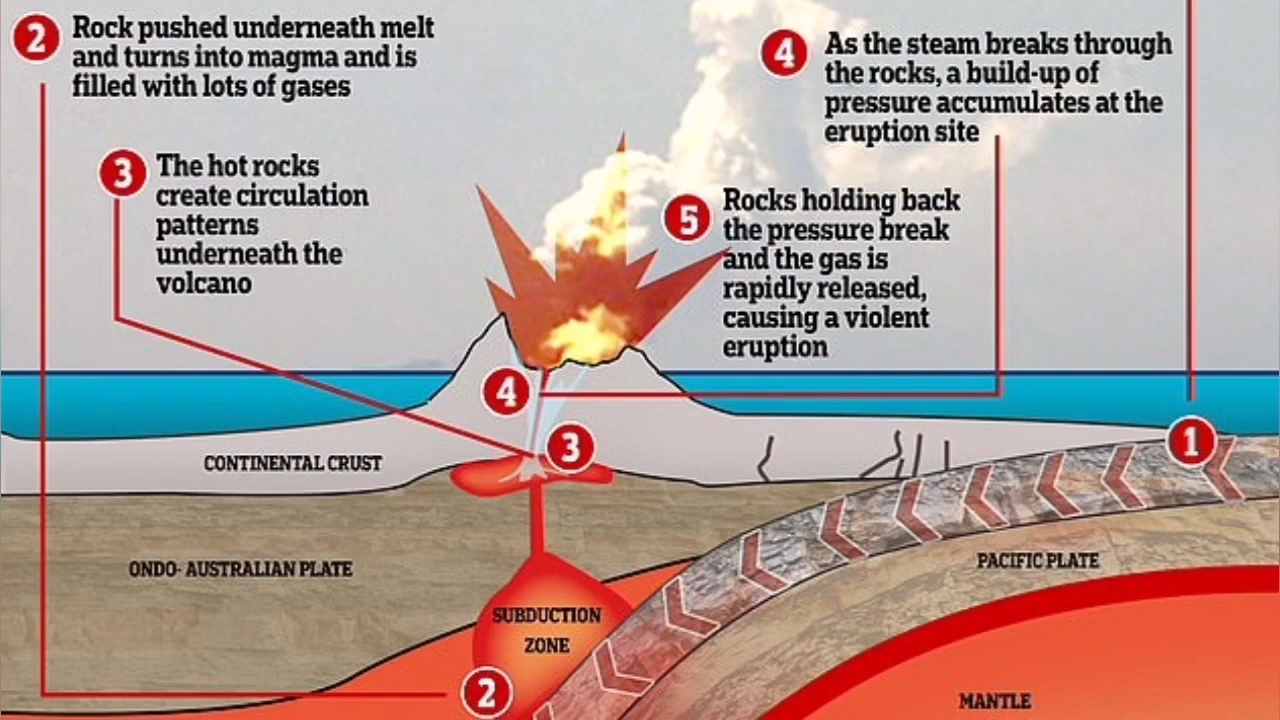 2
Rock pushed underneath melt
and turns into magma and is
filled with lots of gases
3
The hot rocks
create circulation
patterns
underneath the
volcano
4
As the steam breaks through
the rocks, a build-up of
pressure accumulates at the
eruption site
5
Rocks holding back
the pressure break
and the gas is
rapidly released,
causing a violent
eruption
4
3
1
CONTINENTAL CRUST
ONDO- AUSTRALIAN PLATE
PACIFIC PLATE
SUBDUCTION
ZONE
2
MANTLE